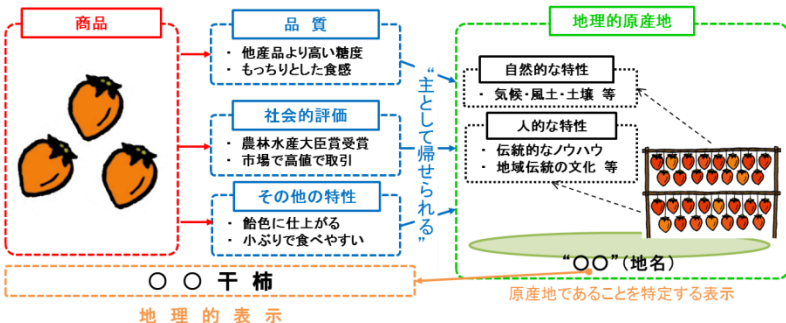 商品
品 質
・ 他産品より高い糖度
・ もっちりとした食感
社会的評価
・ 農林水産大臣賞受賞
・ 市場で高値で取引
その他の特性
・ 飴色に仕上がる
・ 小ぶりで食べやすい
“主として帰せられる”
地理的原産地
自然的な特性
・ 気候・風土・土壌 等
人的な特性
・ 伝統的なノウハウ
・ 地域伝統の文化 等
“〇〇”(地名)
〇 〇 干 柿
原産地であることを特定する表示
地 理 的 表 示